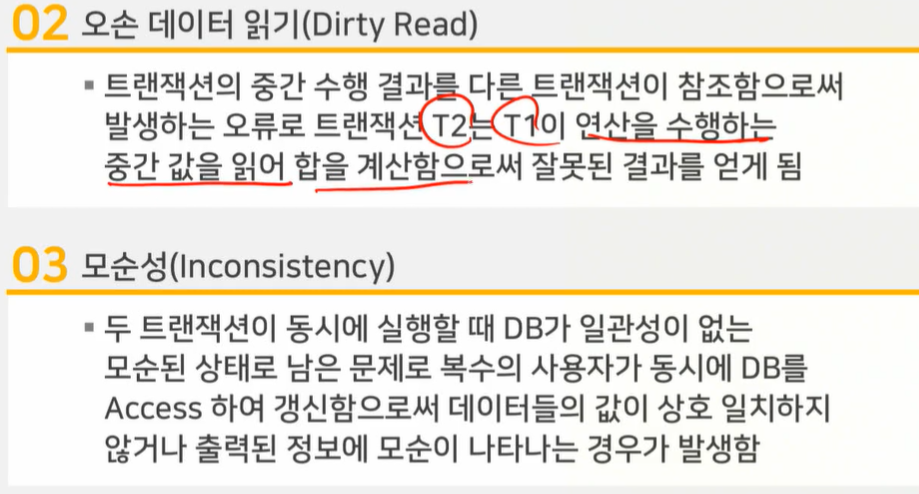 02 오손 데이터 읽기(Dirty Read)
▪ 트랜잭션의 중간 수행 결과를 다른 트랜잭션이 참조함으로써
발생하는 오류로 트랜잭션 T2는 T1이 연산을 수행하는
중간 값을 읽어 합을 계산함으로써 잘못된 결과를 얻게 됨
03 모순성(Inconsistency)
▪ 두 트랜잭션이 동시에 실행할 때 DB가 일관성이 없는
모순된 상태로 남은 문제로 복수의 사용자가 동시에 DB를
Access 하여 갱신함으로써 데이터들의 값이 상호 일치하지
않거나 출력된 정보에 모순이 나타나는 경우가 발생함